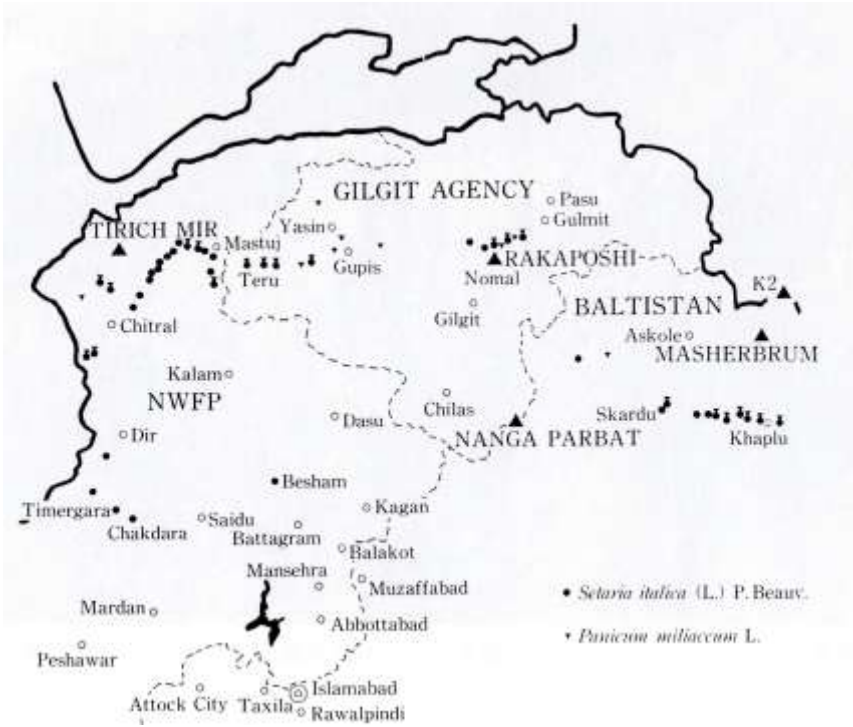 GILGIT AGENCY
Pasu
Gulmit
Yasin
TIRICH MIR
Mastuj
Gupis
Teru
RAKAPOSHI
Nomal
K2
BALTISTAN
Gilgit
Chitral
Askole
MASHERBRUM
Kalam
NWFP
Chilas
Dasu
Skardu
Dir
NANGA PARBAT
Khaplu
Besham
Timergara
Kagan
Chakdara
Saidu
Battagram
Balakot
Mansehra
Muzaffabad
Setaria italica (L.) P. Beauv.
Mardan
Abbottabad
Panicum miliaccum L.
Peshawar
Islamabad
Attock City
Taxila
Rawalpindi